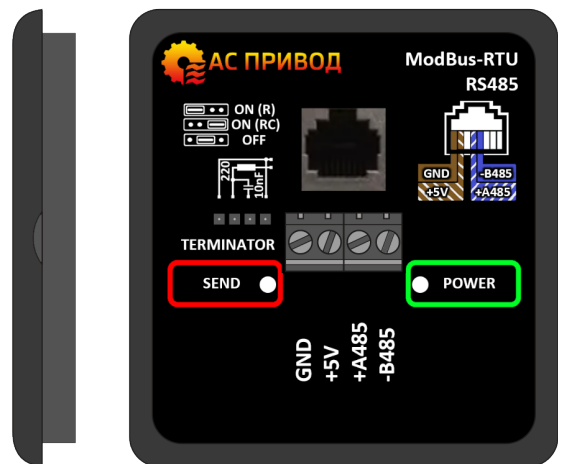 АС ПРИВОД
ModBus-RTU
RS485
ON (R)
ON (RC)
OFF
220
10nF
GND
-B485
+5V
+A485
TERMINATOR
SEND
POWER
GND
+5V
+A485
-B485